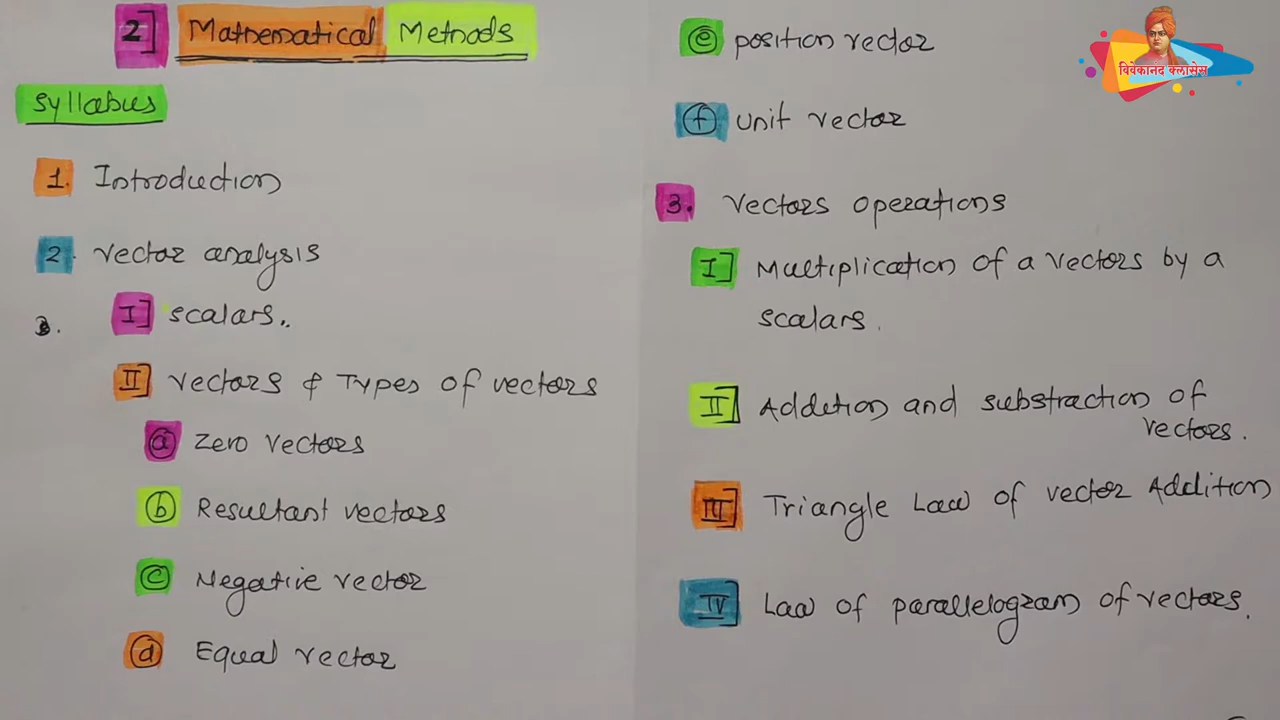 2] Mathematical Methods
Syllabus
1. Introduction
2. Vector analysis
3.
I] scalars.
II] Vectors & Types of vectors
a Zero vectors
b Resultant vectors
c Negative vector
d Equal vector
e position vector
f unit vector
3. Vectors operations
I] Multiplication of a vectors by a
scalars.
II] Addition and substraction of
vectors.
III] Triangle Law of vector Addition
IV] Law of parallelogram of vectors.
विवेकानंद क्लासेस